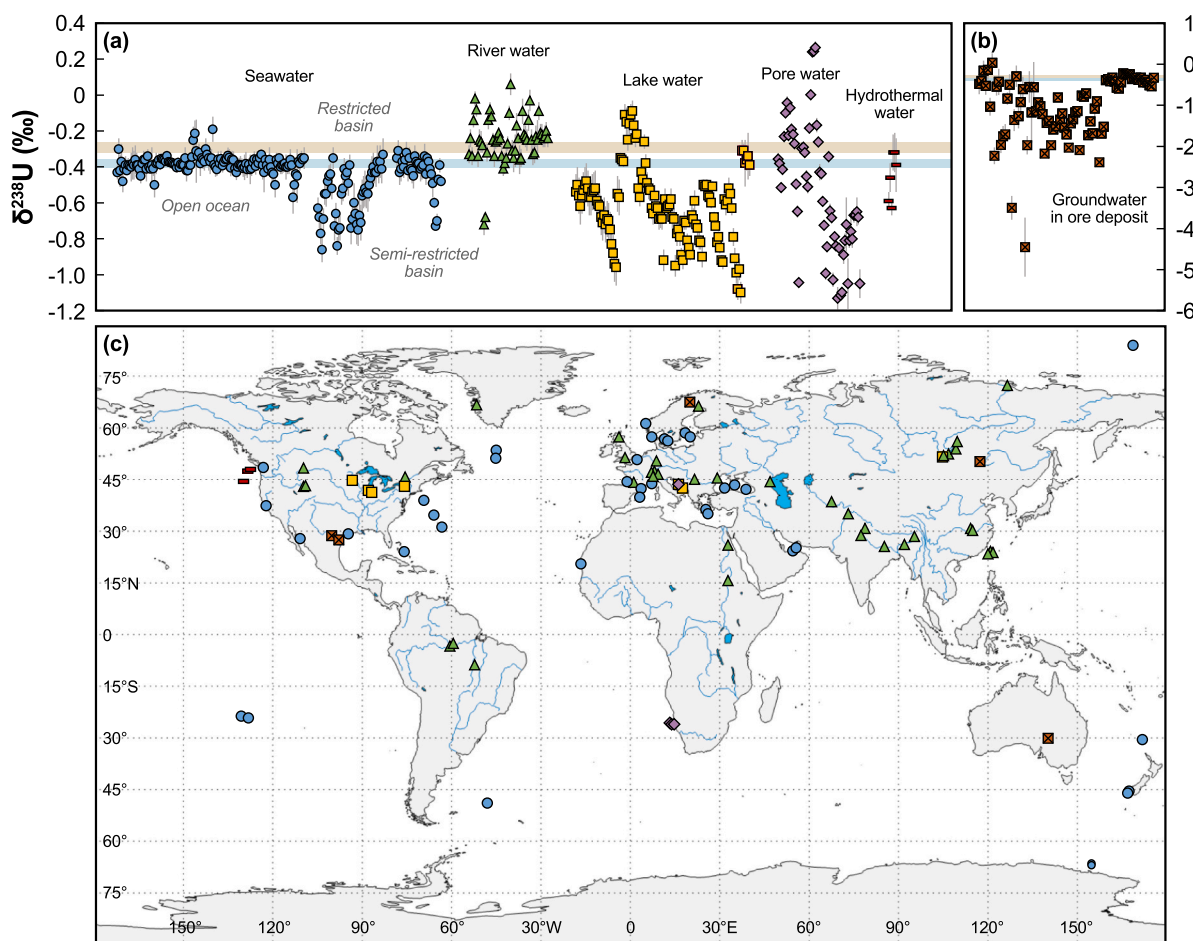 (a)
(b)
δ²³⁸U (‰)
0.4
0.2
0
-0.2
-0.4
-0.6
-0.8
-1.0
-1.2
Seawater
River water
Lake water
Pore water
Hydrothermal
water
Restricted
basin
Open ocean
Semi-restricted
basin
Groundwater
in ore deposit
1
0
-1
-2
-3
-4
-5
-6
(c)
75°
60°
45°
30°
15°N
0
15°S
30°
45°
60°
75°
150°
120°
90°
60°
30°W
0
30°E
60°
90°
120°
150°